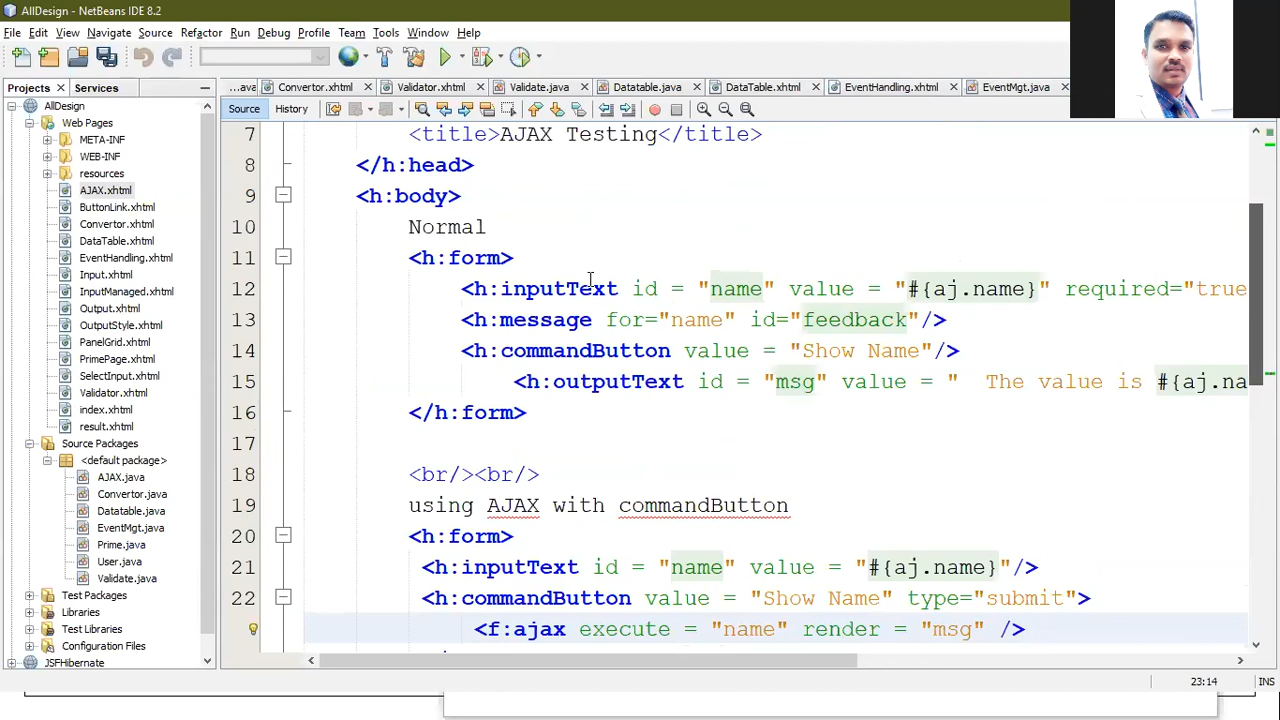 AllDesign - NetBeans IDE 8.2
File Edit View Navigate Source Refactor Run Debug Profile Team Tools Window Help
Projects Services
...ava Convertor.xhtml Validator.xhtml Validate.java Datatable.java DataTable.xhtml EventHandling.xhtml EventMgt.java
Source History
AllDesign
Web Pages
META-INF
WEB-INF
resources
AJAX.xhtml
ButtonLink.xhtml
Convertor.xhtml
DataTable.xhtml
EventHandling.xhtml
Input.xhtml
InputManaged.xhtml
Output.xhtml
OutputStyle.xhtml
PanelGrid.xhtml
PrimePage.xhtml
SelectInput.xhtml
Validator.xhtml
index.xhtml
result.xhtml
Source Packages
<default package>
AJAX.java
Convertor.java
Datatable.java
EventMgt.java
Prime.java
User.java
Validate.java
Test Packages
Libraries
Test Libraries
Configuration Files
JSFHibernate
7 <title>AJAX Testing</title>
8 </h:head>
9 <h:body>
10 Normal
11 <h:form>
12 <h:inputText id = "name" value = "#{aj.name}" required="true
13 <h:message for="name" id="feedback"/>
14 <h:commandButton value = "Show Name"/>
15 <h:outputText id = "msg" value = "  The value is #{aj.na
16 </h:form>
17
18 <br/><br/>
19 using AJAX with commandButton
20 <h:form>
21 <h:inputText id = "name" value = "#{aj.name}"/>
22 <h:commandButton value = "Show Name" type="submit">
<f:ajax execute = "name" render = "msg" />
23:14 INS